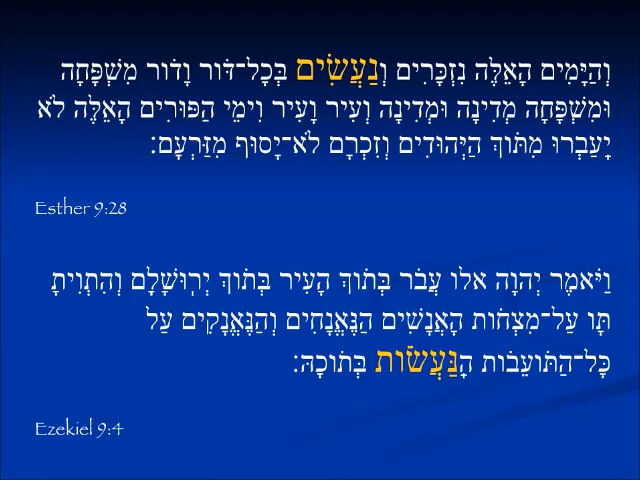 וְהַיָּמִים הָאֵלֶּה נִזְכָּרִים וְנַעֲשִׂים בְּכָל־דּוֹר וָדוֹר מִשְׁפָּחָה
וּמִשְׁפָּחָה מְדִינָה וּמְדִינָה וְעִיר וָעִיר וִימֵי הַפּוּרִים הָאֵלֶּה לֹא
יַעַבְרוּ מִתּוֹךְ הַיְּהוּדִים וְזִכְרָם לֹא־יָסוּף מִזַּרְעָם׃
Esther 9:28
וַיֹּאמֶר יְהוָה אלו עֲבֹר בְּתוֹךְ הָעִיר בְּתוֹךְ יְרֽוּשָׁלִָם וְהִתְוִיתָ
תָּו עַל־מִצְחוֹת הָאֲנָשִׁים הַנֶּאֱנָחִים וְהַנֶּאֱנָקִים עַל
כָּל־הַתּוֹעֵבוֹת הַֽנַּעֲשׂוֹת בְּתוֹכָהּ׃
Ezekiel 9:4